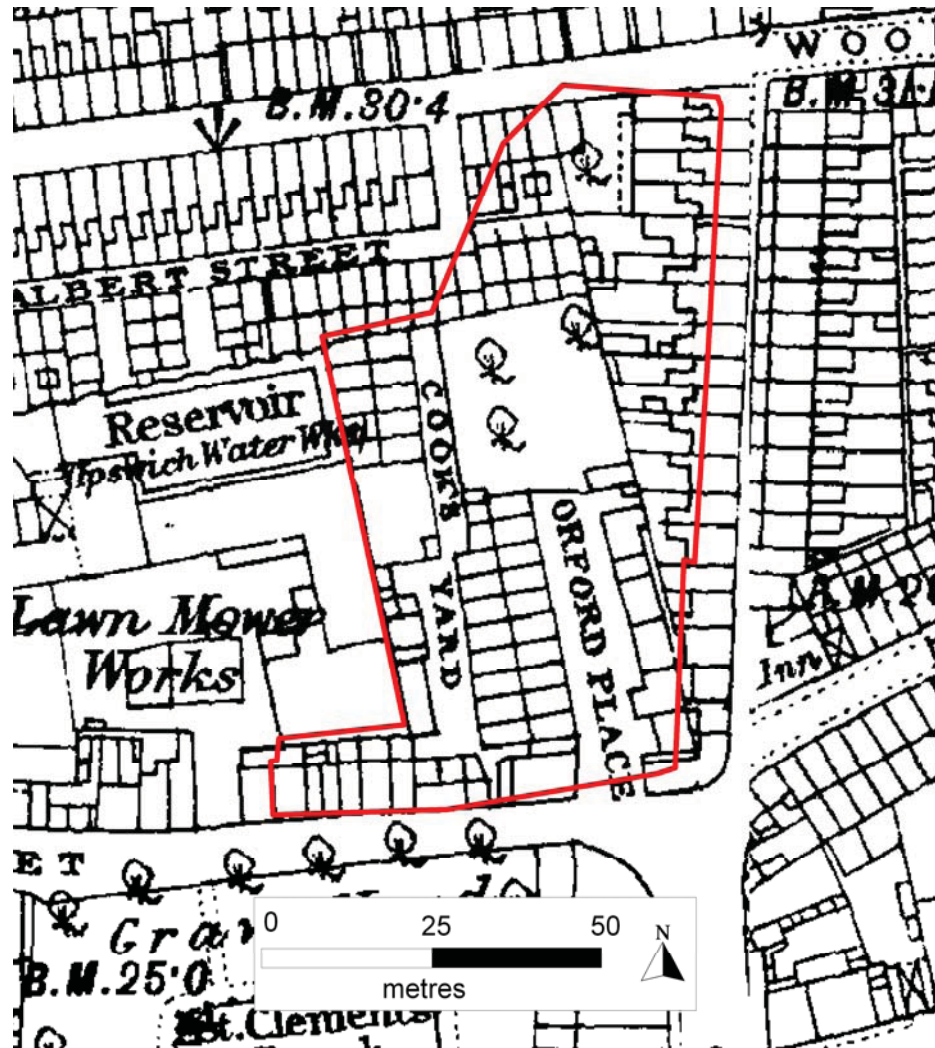 WOO
B.M.30·4
B.M.31·
ALBERT STREET
Reservoir
(Ipswich Water Wks)
COOK'S YARD
ORFORD PLACE
Lawn Mower
Works
Inn
ET
Gra
B.M.25·0
St. Clements
0 25 50
metres
N